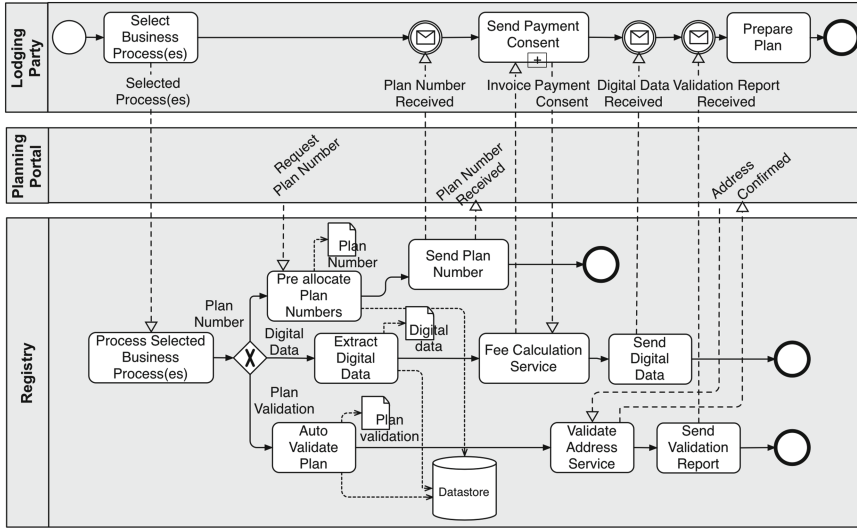 Lodging
Party
Select
Business
Process(es)
Send Payment
Consent
Prepare
Plan
Selected
Process(es)
Plan Number
Received
Invoice Payment
Consent
Digital Data
Received
Validation Report
Received
Planning
Portal
Request
Plan Number
Plan Number
Received
Address
Confirmed
Registry
Process Selected
Business
Process(es)
Plan
Number
Pre allocate
Plan
Numbers
Plan
Number
Send Plan
Number
Digital
Data
Extract
Digital
Data
Digital
data
Fee Calculation
Service
Send
Digital
Data
Plan
Validation
Auto
Validate
Plan
Plan
validation
Datastore
Validate
Address
Service
Send
Validation
Report
X